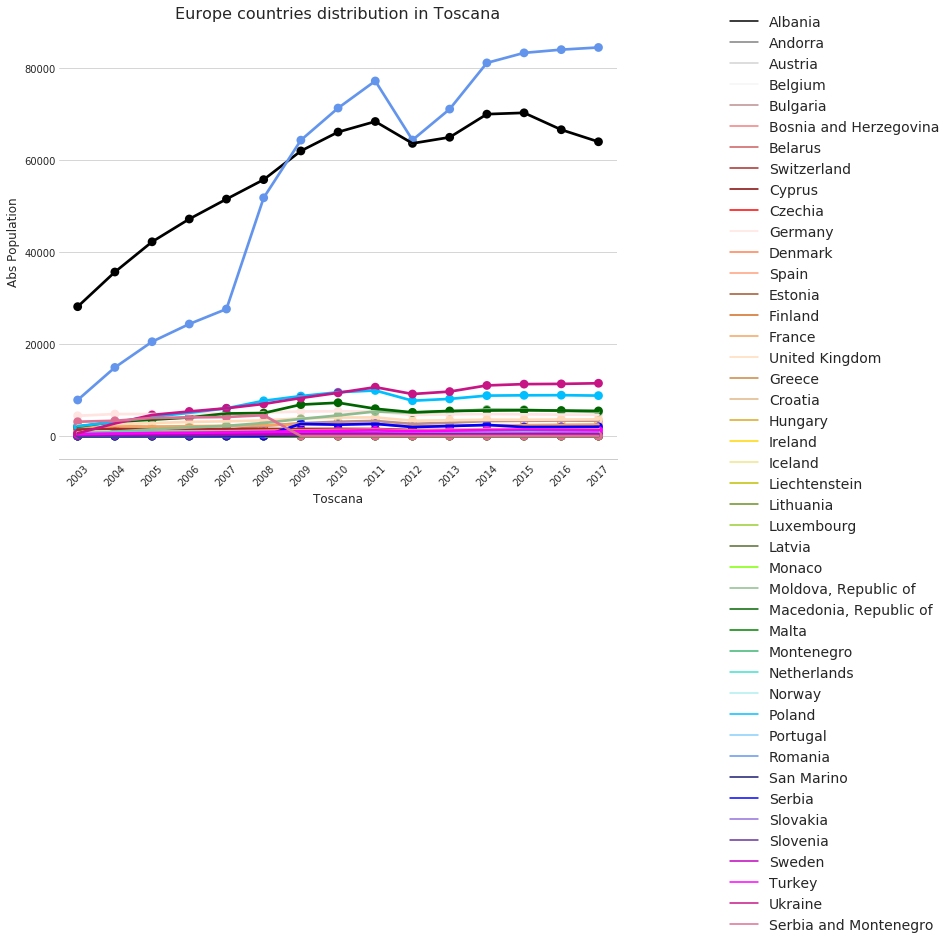 Europe countries distribution in Toscana
Abs Population
80000
60000
40000
20000
0
2003
2004
2005
2006
2007
2008
2009
2010
2011
2012
2013
2014
2015
2016
2017
Toscana
Albania
Andorra
Austria
Belgium
Bulgaria
Bosnia and Herzegovina
Belarus
Switzerland
Cyprus
Czechia
Germany
Denmark
Spain
Estonia
Finland
France
United Kingdom
Greece
Croatia
Hungary
Ireland
Iceland
Liechtenstein
Lithuania
Luxembourg
Latvia
Monaco
Moldova, Republic of
Macedonia, Republic of
Malta
Montenegro
Netherlands
Norway
Poland
Portugal
Romania
San Marino
Serbia
Slovakia
Slovenia
Sweden
Turkey
Ukraine
Serbia and Montenegro